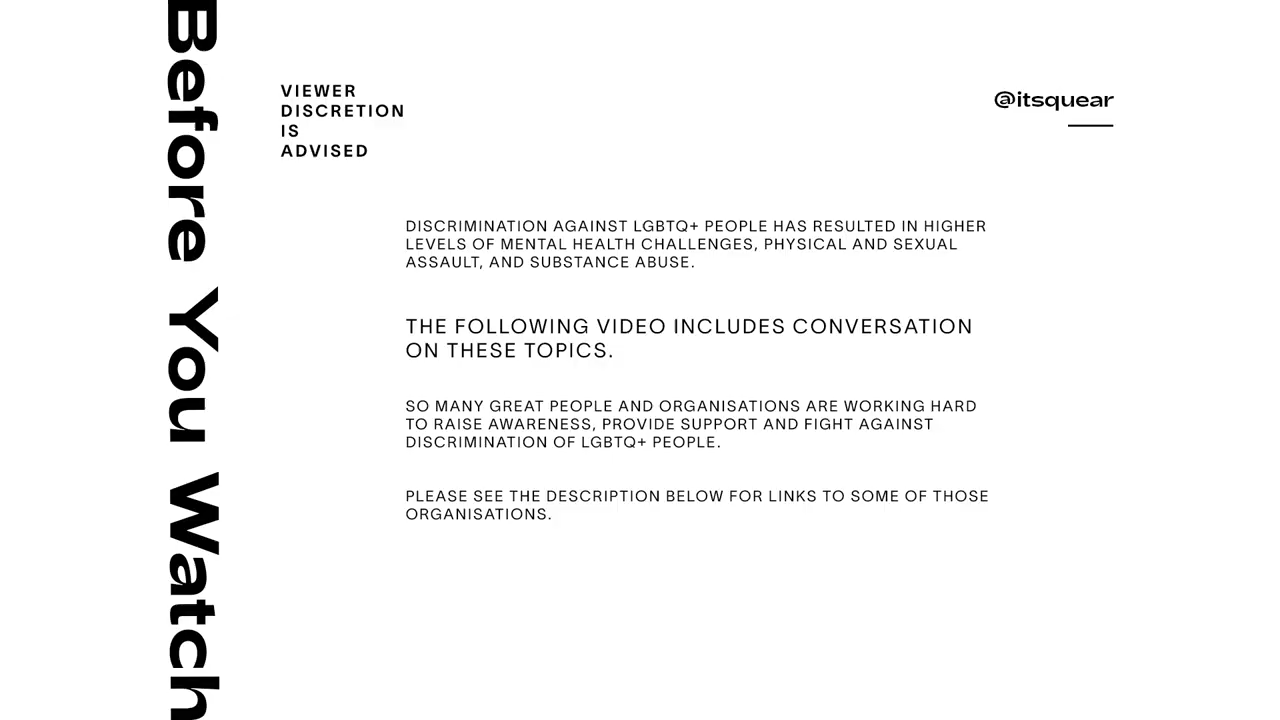 Before You Watch
VIEWER
DISCRETION
IS
ADVISED
@itsquear
DISCRIMINATION AGAINST LGBTQ+ PEOPLE HAS RESULTED IN HIGHER
LEVELS OF MENTAL HEALTH CHALLENGES, PHYSICAL AND SEXUAL
ASSAULT, AND SUBSTANCE ABUSE.
THE FOLLOWING VIDEO INCLUDES CONVERSATION
ON THESE TOPICS.
SO MANY GREAT PEOPLE AND ORGANISATIONS ARE WORKING HARD
TO RAISE AWARENESS, PROVIDE SUPPORT AND FIGHT AGAINST
DISCRIMINATION OF LGBTQ+ PEOPLE.
PLEASE SEE THE DESCRIPTION BELOW FOR LINKS TO SOME OF THOSE
ORGANISATIONS.